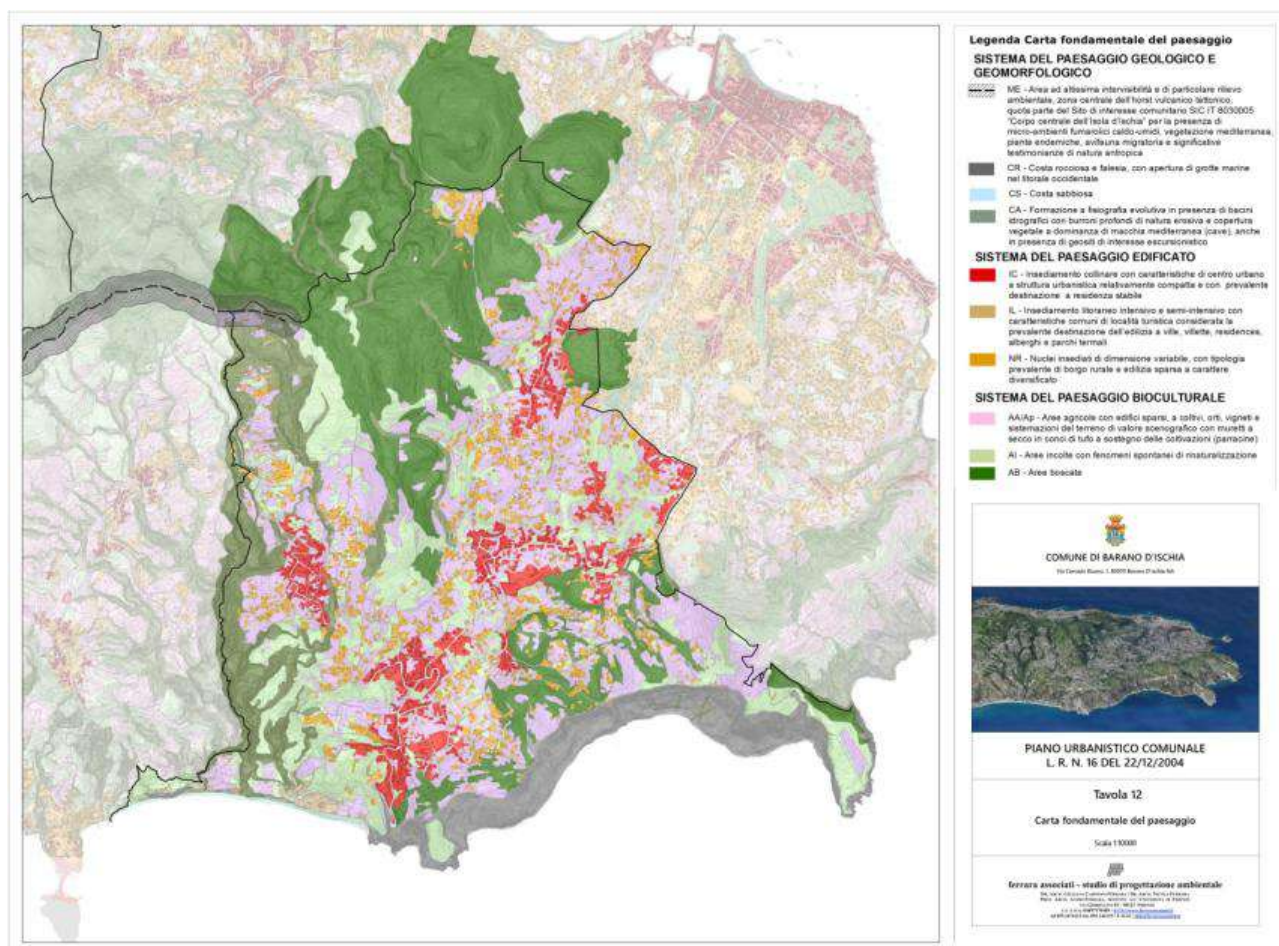 Legenda Carta fondamentale del paesaggio
SISTEMA DEL PAESAGGIO GEOLOGICO E
GEOMORFOLOGICO
ME - Area ad altissima intervisibilità e di particolare rilievo
ambientale, zona centrale dell'horst vulcanico tettonico,
quota parte del Sito di interesse comunitario SIC IT 8030005
"Corpo centrale dell'Isola d'Ischia" per la presenza di
micro-ambienti fumarolici caldo-umidi, vegetazione mediterranea,
piante endemiche, avifauna migratoria e significative
testimonianze di natura antropica
CR - Costa rocciosa e falesia, con apertura di grotte marine
nel litorale occidentale
CS - Costa sabbiosa
CA - Formazione a fisiografia evolutiva in presenza di bacini
idrografici con burroni profondi di natura erosiva e copertura
vegetale a dominanza di macchia mediterranea (cave), anche
in presenza di geositi di interesse escursionistico
SISTEMA DEL PAESAGGIO EDIFICATO
IC - Insediamento collinare con caratteristiche di centro urbano
a struttura urbanistica relativamente compatta e con prevalente
destinazione a residenza stabile
IL - Insediamento litoraneo intensivo e semi-intensivo con
caratteristiche comuni di località turistica considerata la
prevalente destinazione dell'edilizia a ville, villette, residences,
alberghi e parchi termali
NR - Nuclei insediati di dimensione variabile, con tipologia
prevalente di borgo rurale e edilizia sparsa a carattere
diversificato
SISTEMA DEL PAESAGGIO BIOCULTURALE
AA/Ap - Aree agricole con edifici sparsi, a coltivi, orti, vigneti e
sistemazioni del terreno di valore scenografico con muretti a
secco in conci di tufo a sostegno delle coltivazioni (parracine)
AI - Aree incolte con fenomeni spontanei di rinaturalizzazione
AB - Aree boscate
COMUNE DI BARANO D'ISCHIA
PIANO URBANISTICO COMUNALE
L. R. N. 16 DEL 22/12/2004
Tavola 12
Carta fondamentale del paesaggio
Scala 1:10000
ferrara associati - studio di progettazione ambientale